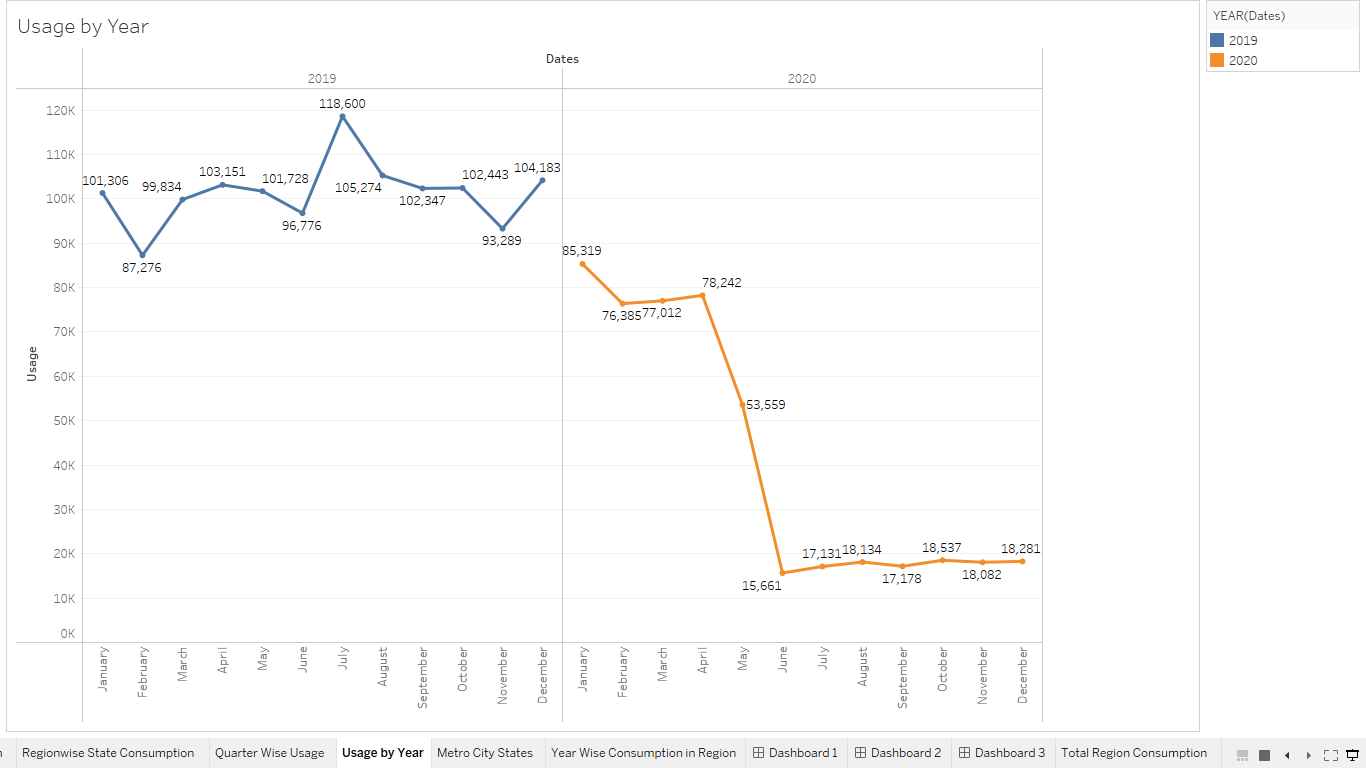 Usage by Year
YEAR(Dates)
2019
2020
Dates
2019
2020
Usage
120K
110K
100K
90K
80K
70K
60K
50K
40K
30K
20K
10K
0K
101,306
87,276
99,834
103,151
101,728
96,776
118,600
105,274
102,347
102,443
93,289
104,183
85,319
76,385
77,012
78,242
53,559
15,661
17,131
18,134
17,178
18,537
18,082
18,281
January
February
March
April
May
June
July
August
September
October
November
December
January
February
March
April
May
June
July
August
September
October
November
December
Regionwise State Consumption
Quarter Wise Usage
Usage by Year
Metro City States
Year Wise Consumption in Region
Dashboard 1
Dashboard 2
Dashboard 3
Total Region Consumption